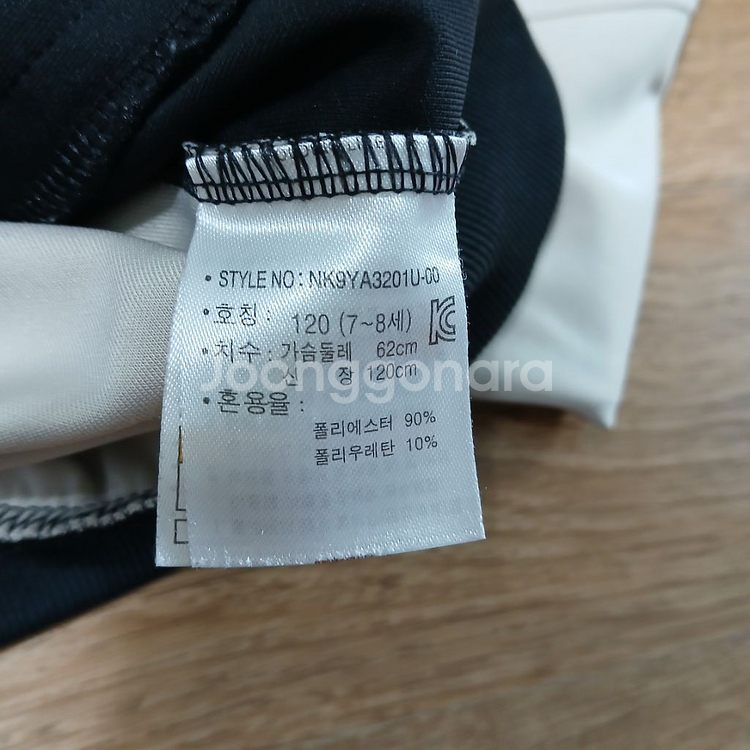 • STYLE NO : NK9YA3201U-00
• 호칭 : 120 (7~8세)
• 치수 : 가슴둘레 62cm
신 장 120cm
• 혼용율 :
폴리에스터 90%
폴리우레탄 10%
Joonggonara